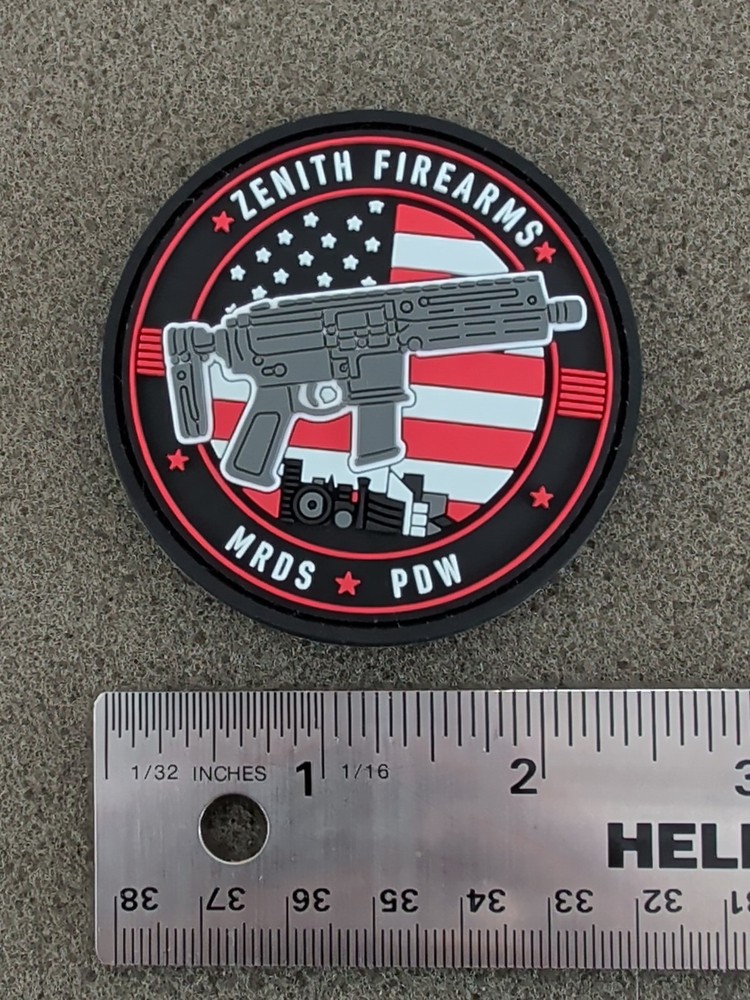 ZENITH FIREARMS
MRDS ★ PDW
1/32 INCHES 1 1/16 2 3
HEL
38 37 36 35 34 33 32 31